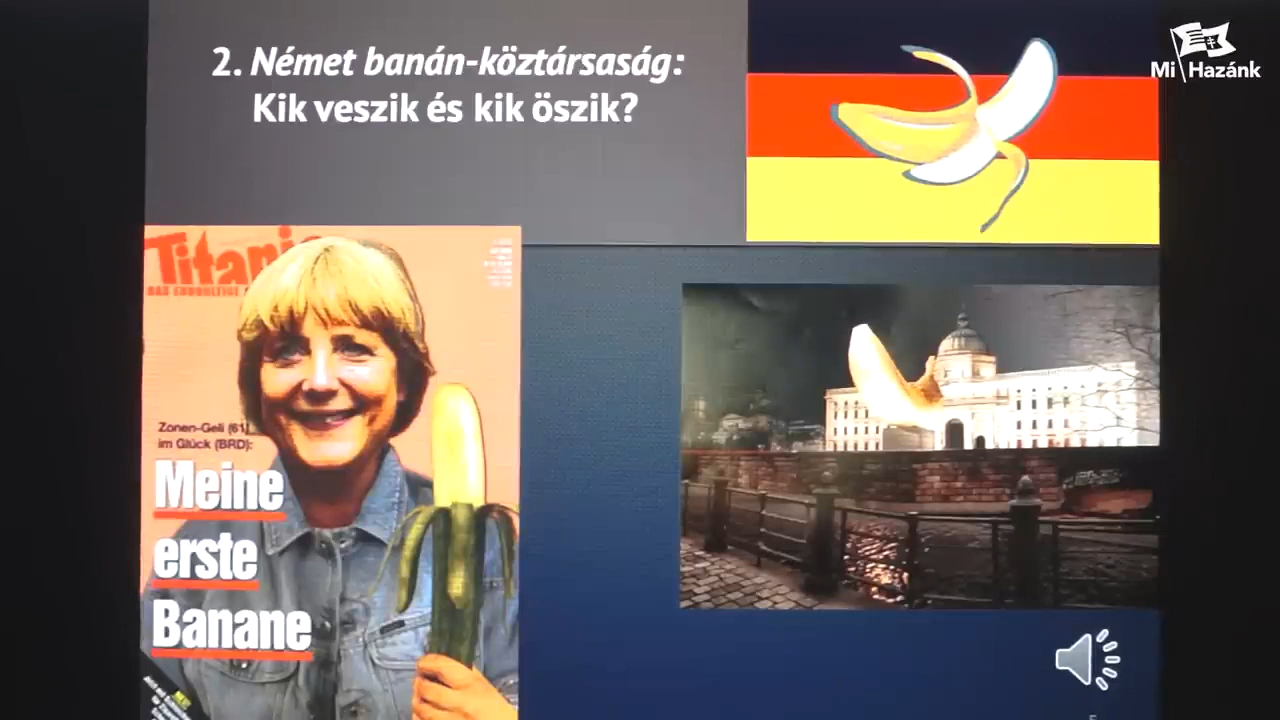 2. Német banán-köztársaság:
Kik veszik és kik öszik?
Mi Hazánk
Titanic
Zonen-Gaby (61)
im Glück (BRD):
Meine
erste
Banane